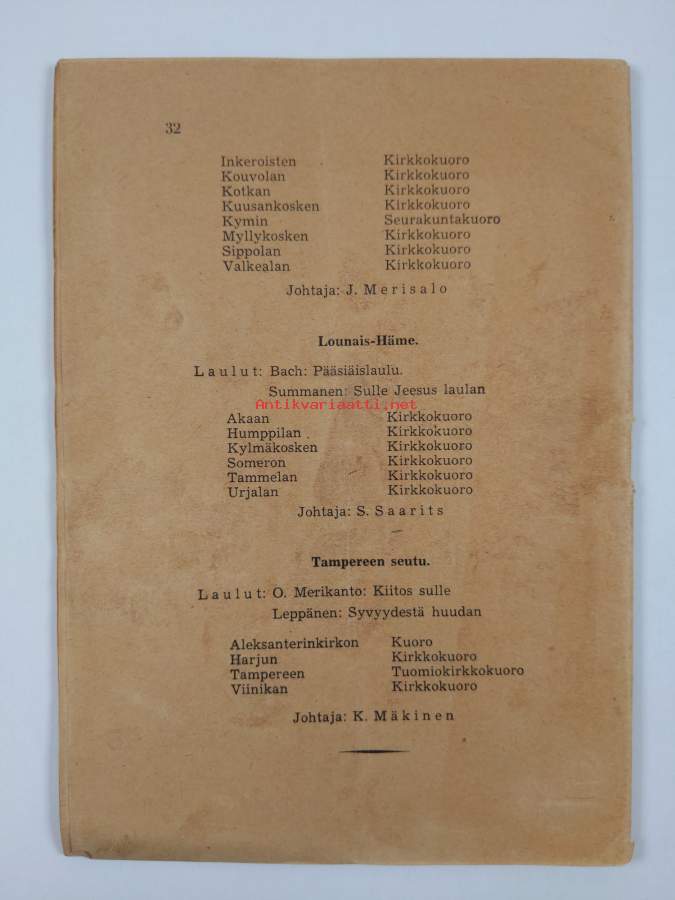 32
Inkeroisten Kirkkokuoro
Kouvolan Kirkkokuoro
Kotkan Kirkkokuoro
Kuusankosken Kirkkokuoro
Kymin Seurakuntakuoro
Myllykosken Kirkkokuoro
Sippolan Kirkkokuoro
Valkealan Kirkkokuoro
Johtaja: J. Merisalo
Lounais-Häme.
Laulut: Bach: Pääsiäislaulu.
Summanen: Sulle Jeesus laulan
Antikvariaatti.net
Akaan Kirkkokuoro
Humppilan Kirkkokuoro
Kylmäkosken Kirkkokuoro
Someron Kirkkokuoro
Tammelan Kirkkokuoro
Urjalan Kirkkokuoro
Johtaja: S. Saarits
Tampereen seutu.
Laulut: O. Merikanto: Kiitos sulle
Leppänen: Syvyydestä huudan
Aleksanterinkirkon Kuoro
Harjun Kirkkokuoro
Tampereen Tuomiokirkkokuoro
Viinikan Kirkkokuoro
Johtaja: K. Mäkinen